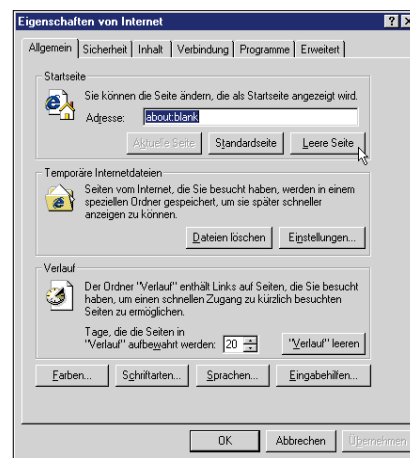 Eigenschaften von Internet
Allgemein Sicherheit Inhalt Verbindung Programme Erweitert
Startseite
Sie können die Seite ändern, die als Startseite angezeigt wird.
Adresse: about:blank
Aktuelle Seite Standardseite Leere Seite
Temporäre Internetdateien
Seiten vom Internet, die Sie besucht haben, werden in einem
speziellen Ordner gespeichert, um sie später schneller
anzeigen zu können.
Dateien löschen Einstellungen...
Verlauf
Der Ordner "Verlauf" enthält Links auf Seiten, die Sie besucht
haben, um einen schnellen Zugang zu kürzlich besuchten
Seiten zu ermöglichen.
Tage, die die Seiten in
"Verlauf" aufbewahrt werden: 20 "Verlauf" leeren
Farben... Schriftarten... Sprachen... Eingabehilfen...
OK Abbrechen Übernehmen